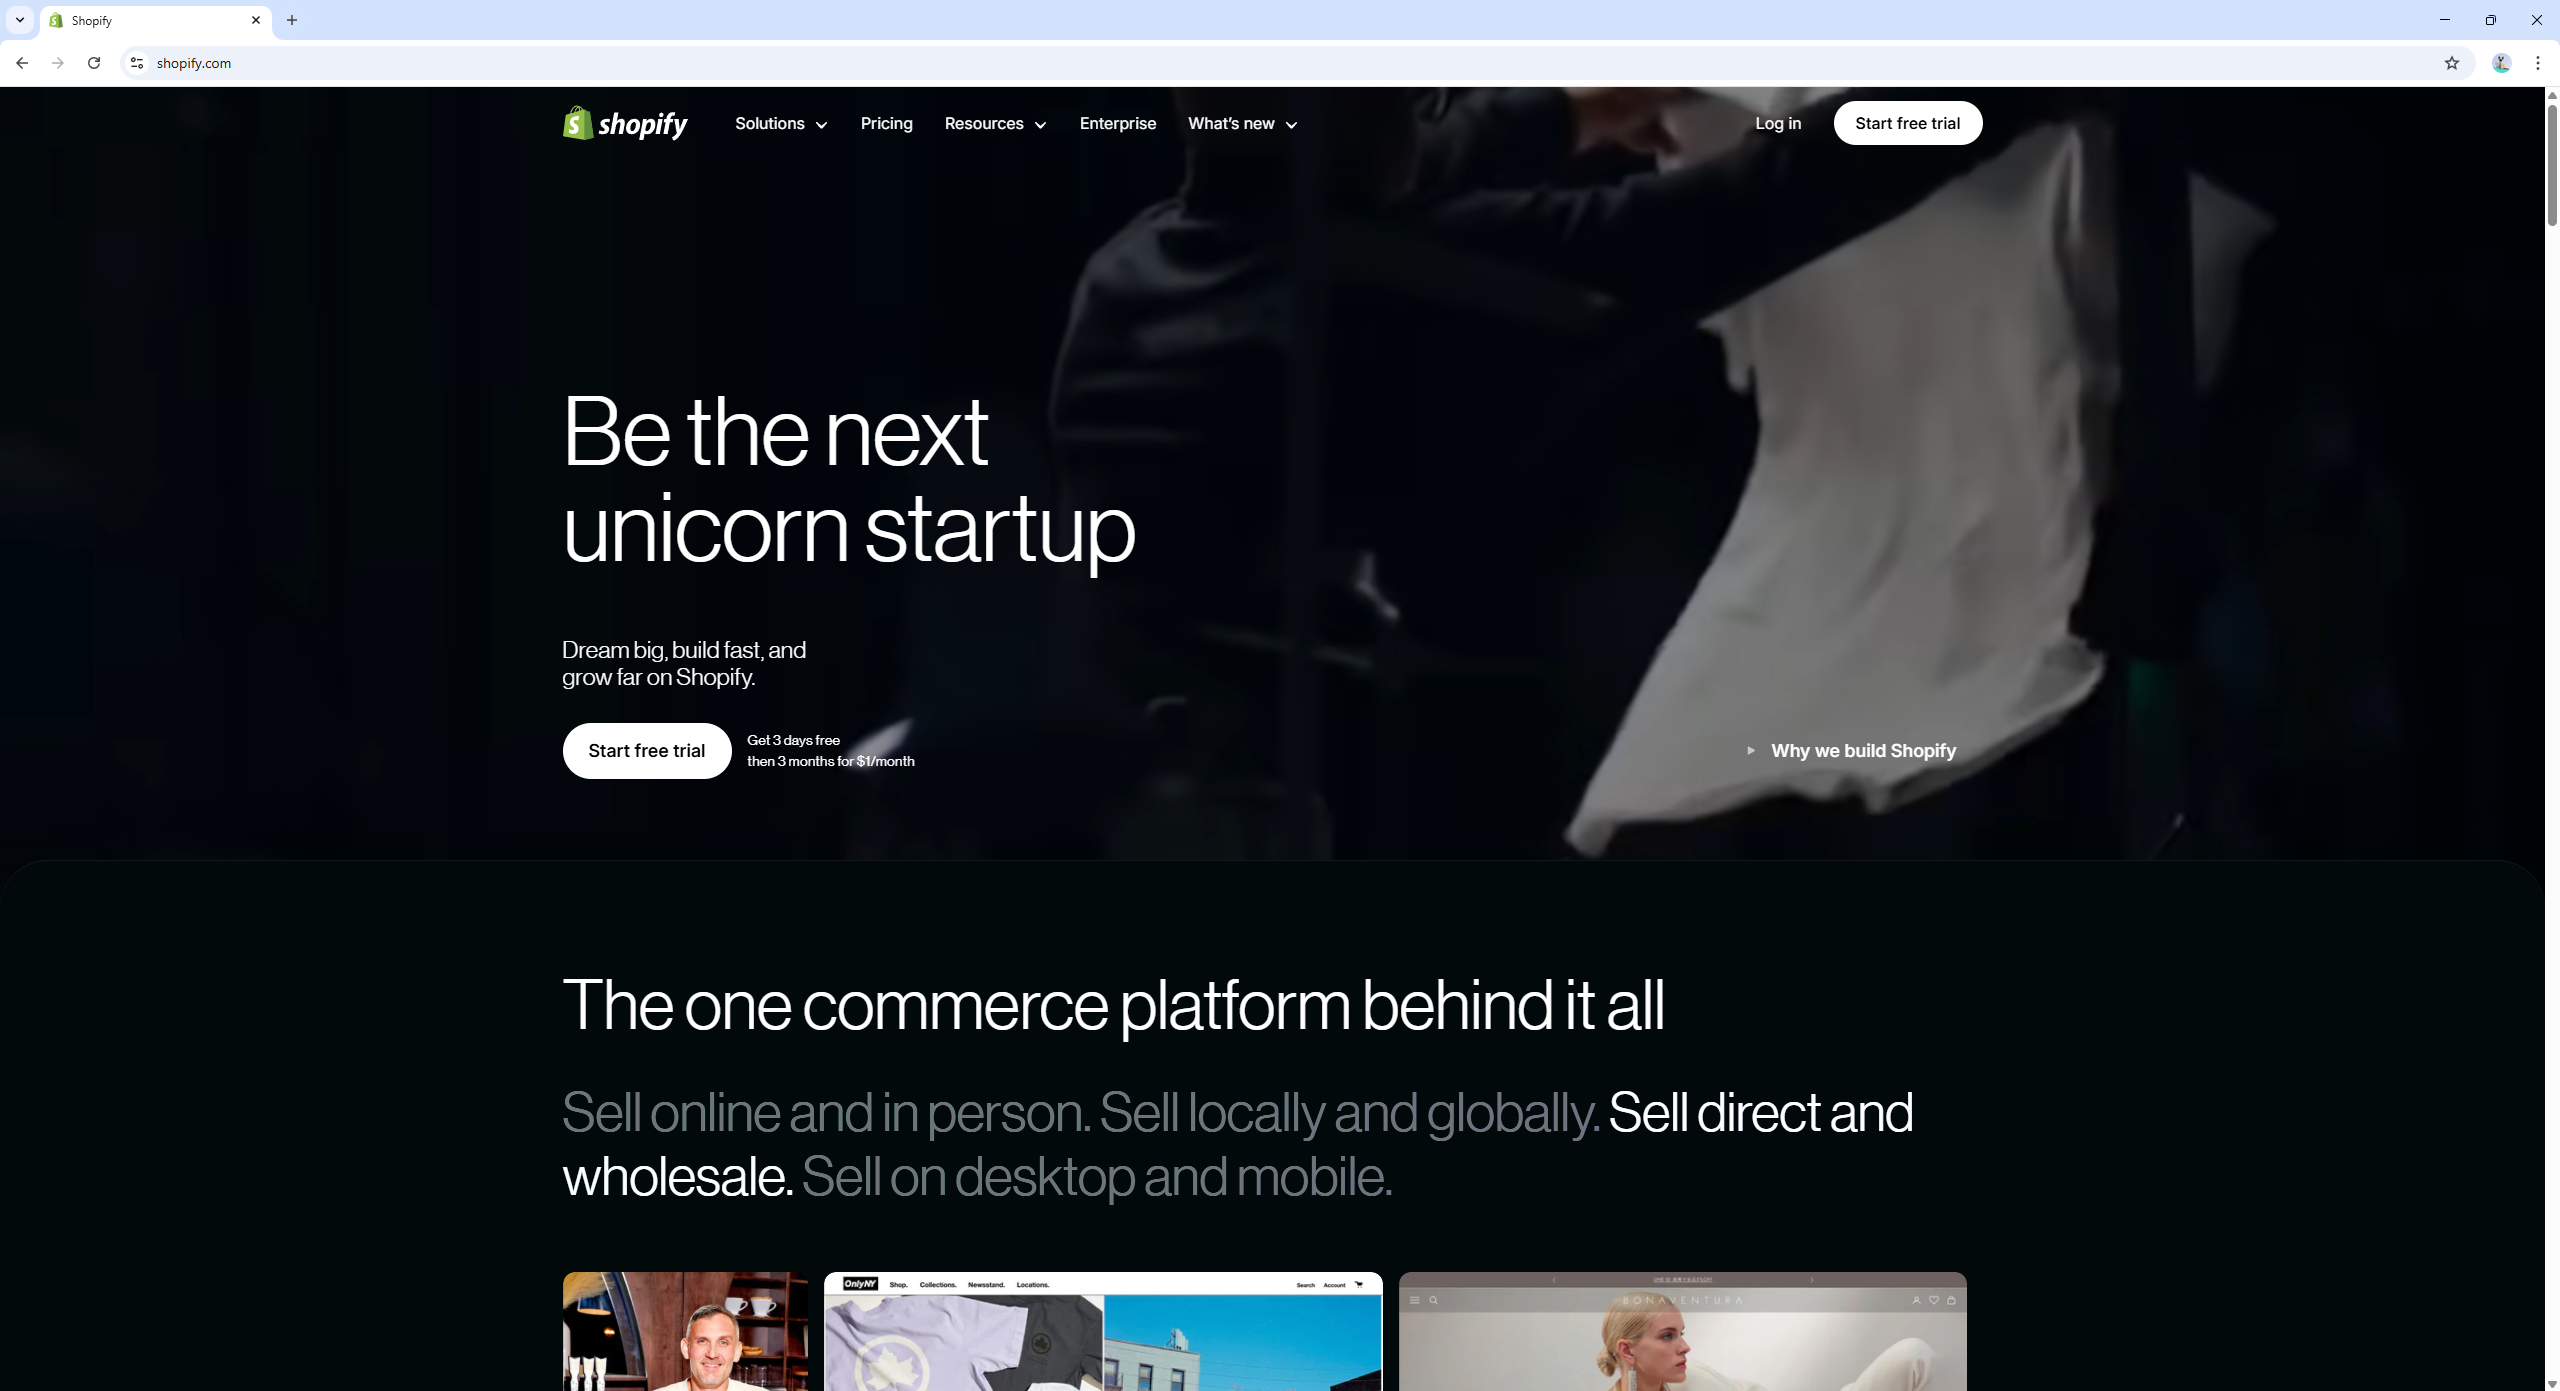 Shopify
shopify.com
shopify
Solutions
Pricing
Resources
Enterprise
What's new
Log in
Start free trial
Be the next
unicorn startup
Dream big, build fast, and
grow far on Shopify.
Start free trial
Get 3 days free
then 3 months for $1/month
Why we build Shopify
The one commerce platform behind it all
Sell online and in person. Sell locally and globally. Sell direct and
wholesale. Sell on desktop and mobile.
OnlyNY
Shop.
Collections.
Newsstand.
Locations.
Search
Account
BONAVENTURA